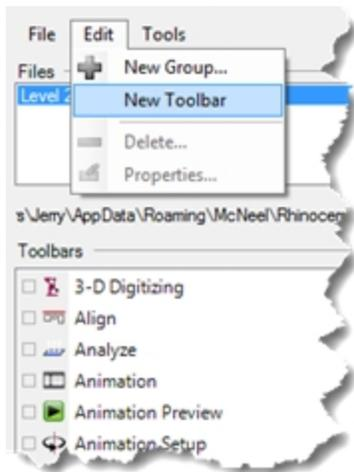 File Edit Tools
Files
New Group...
Level 2
New Toolbar
Delete...
Properties...
s\Jerry\AppData\Roaming\McNeel\Rhinocer
Toolbars
3-D Digitizing
Align
Analyze
Animation
Animation Preview
Animation Setup